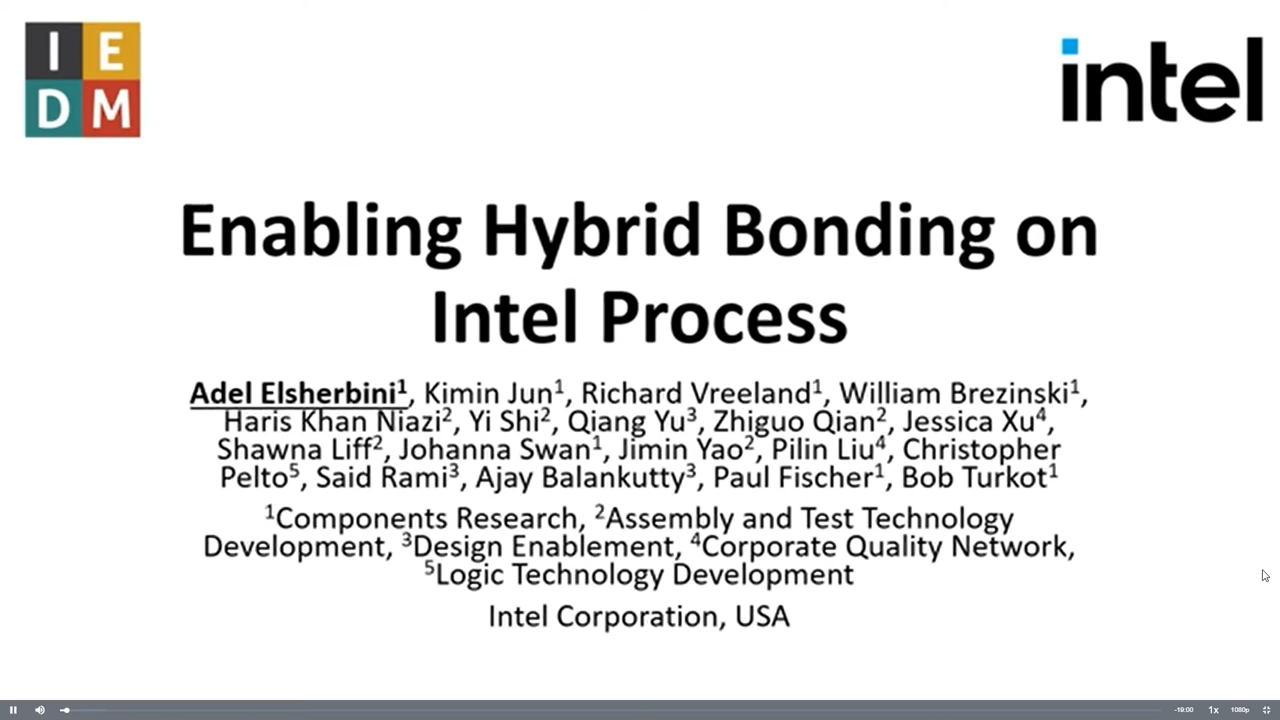 I E
D M
intel
Enabling Hybrid Bonding on
Intel Process
Adel Elsherbini¹, Kimin Jun¹, Richard Vreeland¹, William Brezinski¹,
Haris Khan Niazi², Yi Shi², Qiang Yu³, Zhiguo Qian², Jessica Xu⁴,
Shawna Liff², Johanna Swan¹, Jimin Yao², Pilin Liu⁴, Christopher
Pelto⁵, Said Rami³, Ajay Balankutty³, Paul Fischer¹, Bob Turkot¹
¹Components Research, ²Assembly and Test Technology
Development, ³Design Enablement, ⁴Corporate Quality Network,
⁵Logic Technology Development
Intel Corporation, USA
-19:00 1x 1080p